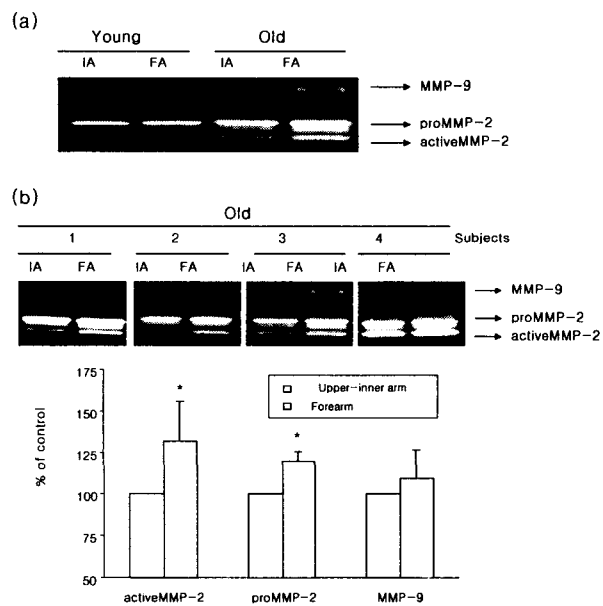 (a)
Young Old
IA FA IA FA
MMP-9
proMMP-2
activeMMP-2
(b)
Old
1 2 3 4 Subjects
IA FA IA FA IA FA IA FA
MMP-9
proMMP-2
activeMMP-2
% of control
125
150
125
100
75
50
* *
Upper-inner arm
Forearm
activeMMP-2 proMMP-2 MMP-9